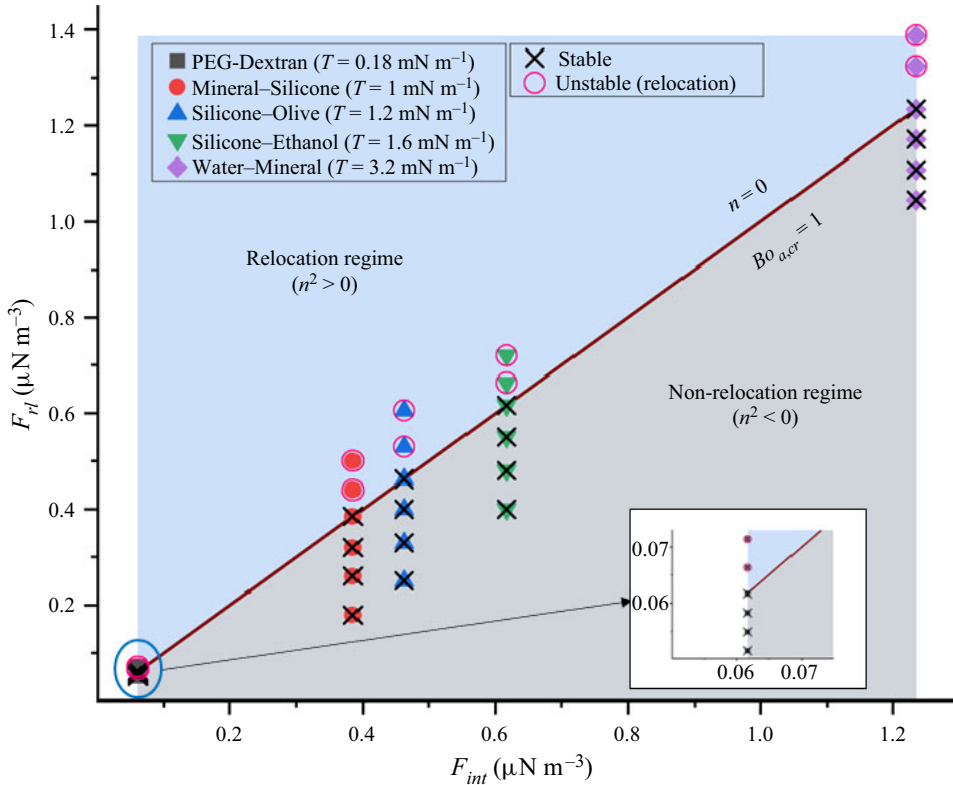 1.4
1.2
1.0
0.8
0.6
0.4
0.2
F_rl (μN m⁻³)
PEG-Dextran (T = 0.18 mN m⁻¹)
Mineral–Silicone (T = 1 mN m⁻¹)
Silicone–Olive (T = 1.2 mN m⁻¹)
Silicone–Ethanol (T = 1.6 mN m⁻¹)
Water–Mineral (T = 3.2 mN m⁻¹)
Stable
Unstable (relocation)
n = 0
Bo_a,cr = 1
Relocation regime
(n² > 0)
Non-relocation regime
(n² < 0)
0.07
0.06
0.06 0.07
0.2 0.4 0.6 0.8 1.0 1.2
F_int (μN m⁻³)